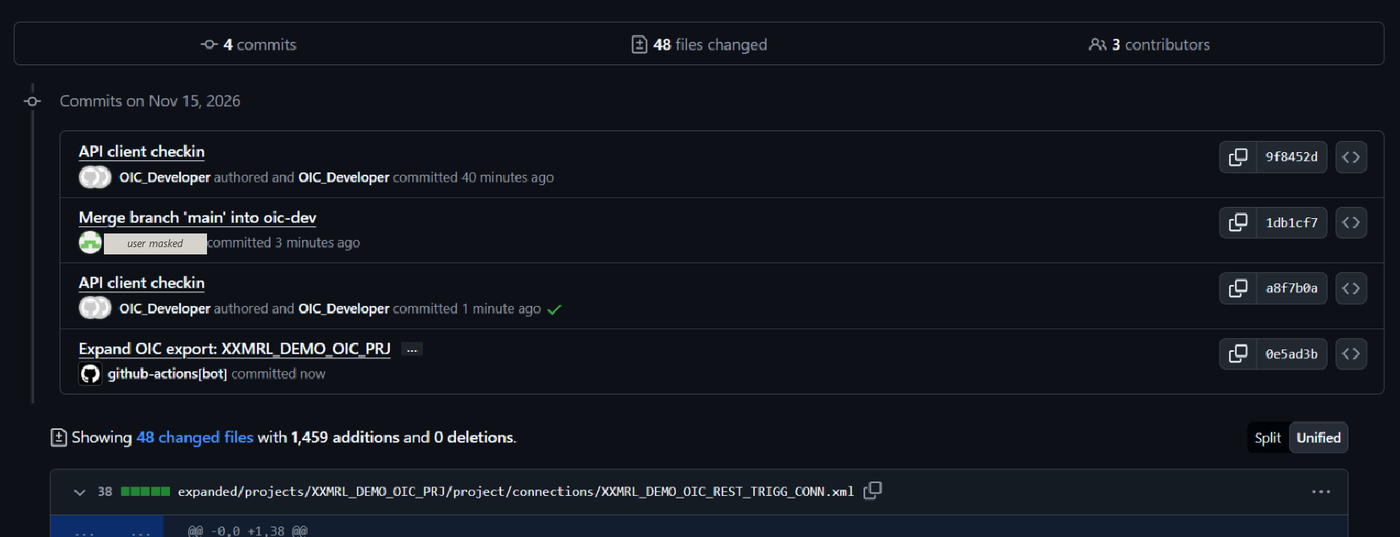 4 commits
48 files changed
3 contributors
Commits on Nov 15, 2026
API client checkin
9f8452d
OIC_Developer authored and OIC_Developer committed 40 minutes ago
Merge branch 'main' into oic-dev
1db1cf7
user masked committed 3 minutes ago
API client checkin
a8f7b0a
OIC_Developer authored and OIC_Developer committed 1 minute ago
Expand OIC export: XXMRL_DEMO_OIC_PRJ ...
0e5ad3b
github-actions[bot] committed now
Showing 48 changed files with 1,459 additions and 0 deletions.
Split Unified
38 expanded/projects/XXMRL_DEMO_OIC_PRJ/project/connections/XXMRL_DEMO_OIC_REST_TRIGG_CONN.xml
... ... @@ -0,0 +1,38 @@